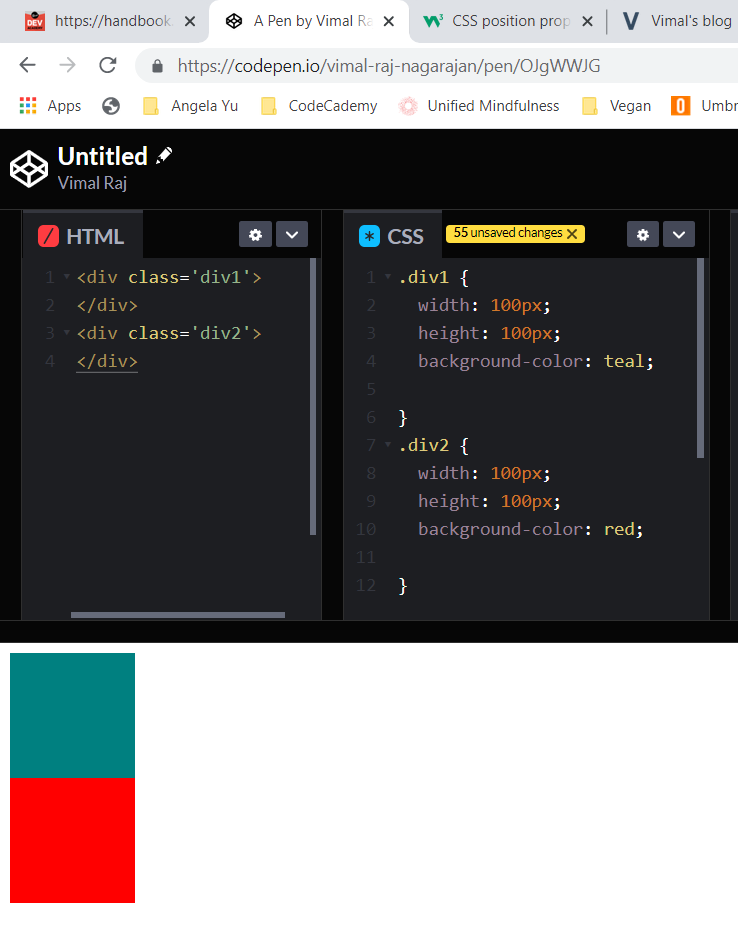 DEV https://handbook. A Pen by Vimal Ra CSS position prop Vimal's blog
https://codepen.io/vimal-raj-nagarajan/pen/OJgWWJG
Apps Angela Yu CodeCademy Unified Mindfulness Vegan Umbr
Untitled
Vimal Raj
HTML
1 <div class='div1'>
2 </div>
3 <div class='div2'>
4 </div>
CSS 55 unsaved changes
1 .div1 {
2 width: 100px;
3 height: 100px;
4 background-color: teal;
5
6 }
7 .div2 {
8 width: 100px;
9 height: 100px;
10 background-color: red;
11
12 }